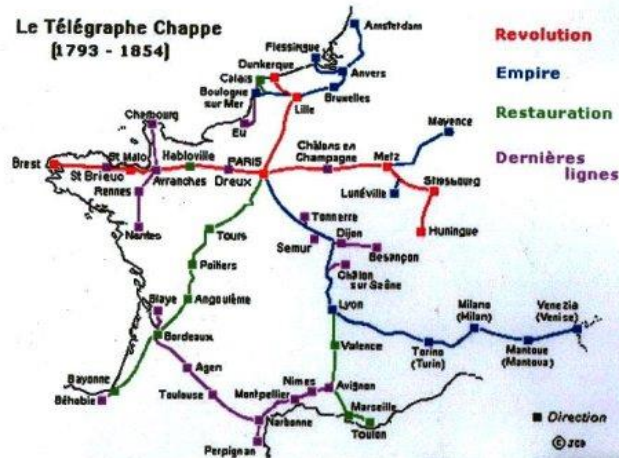 Le Télégraphe Chappe
(1793 - 1854)
Revolution
Empire
Restauration
Dernières
lignes
Amsterdam
Flessingue
Dunkerque
Anvers
Calais
Boulogne
sur Mer
Bruxelles
Lille
Eu
Cherbourg
Mayence
Brest
St Malo
Habloville
PARIS
Châlons en
Champagne
Metz
St Brieuc
Avranches
Dreux
Strasbourg
Rennes
Lunéville
Nantes
Huningue
Tonnerre
Tours
Semur
Dijon
Besançon
Poitiers
Châlon
sur Saône
Blaye
Angoulême
Lyon
Milano
(Milan)
Venezia
(Venise)
Bordeaux
Valence
Torino
(Turin)
Mantoue
(Mantova)
Agen
Bayonne
Béhobie
Toulouse
Montpellier
Nimes
Avignon
Marseille
Narbonne
Toulon
Perpignan
Direction